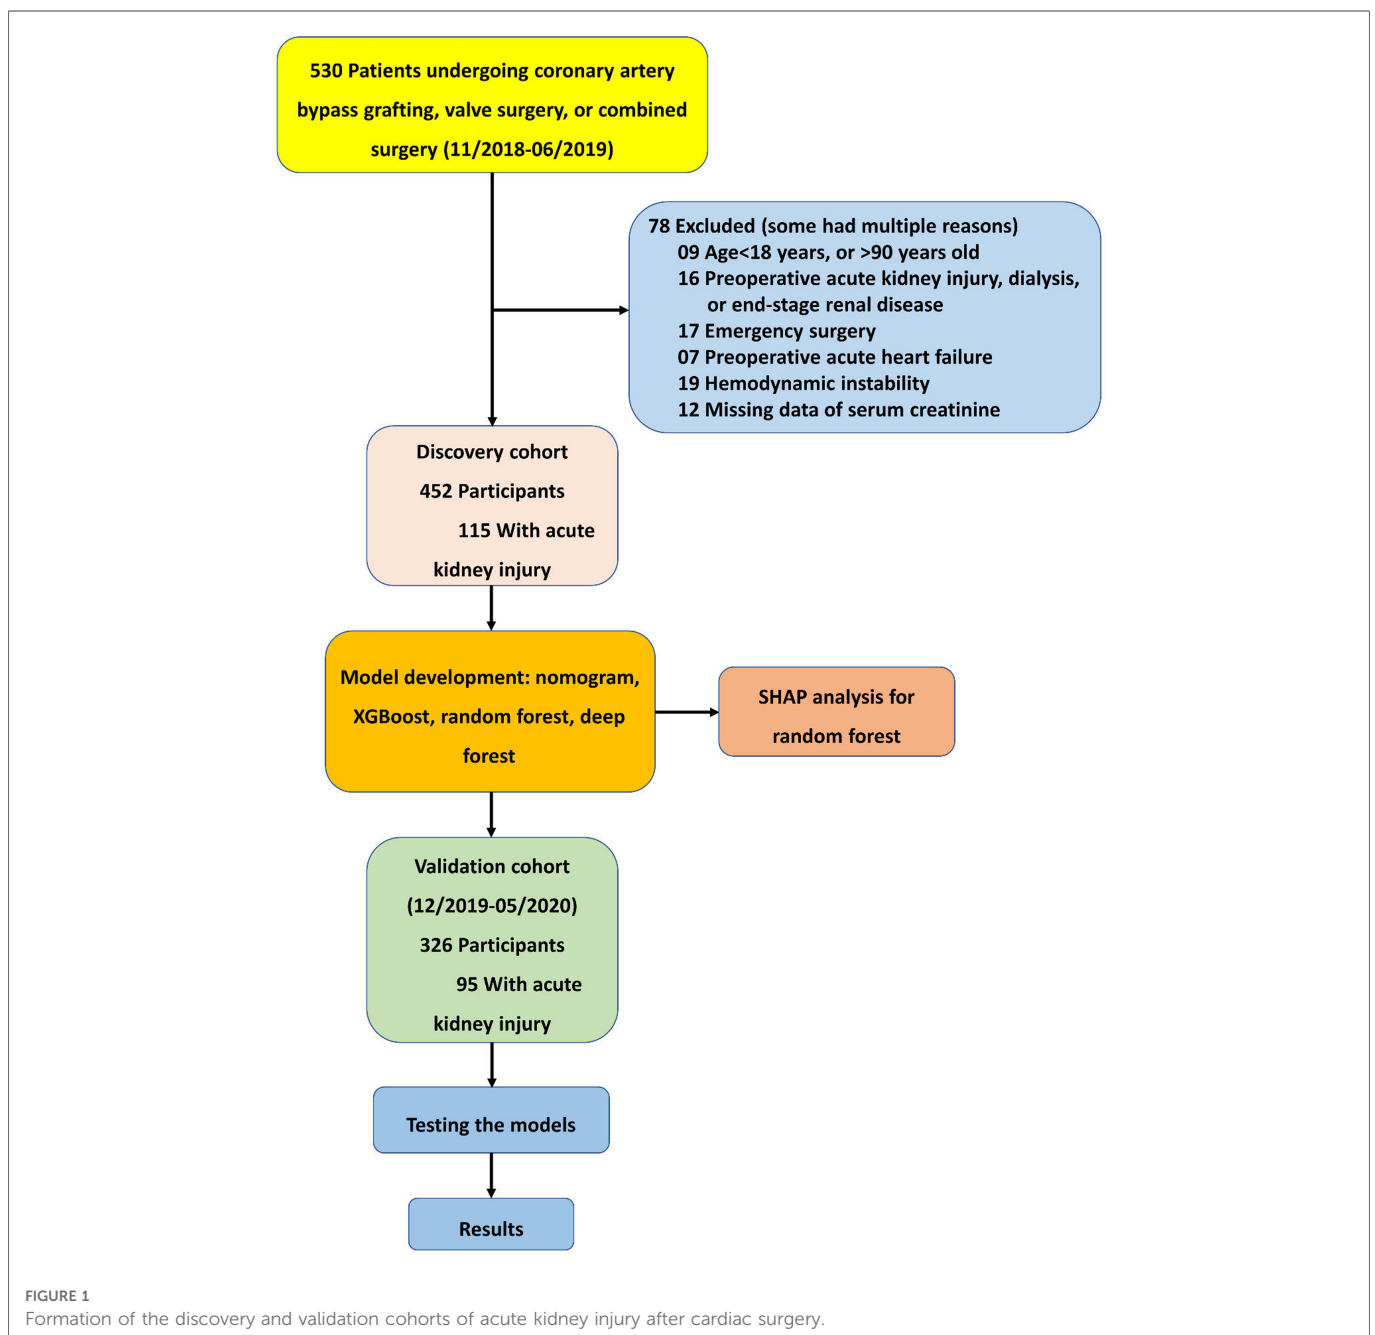 530 Patients undergoing coronary artery
bypass grafting, valve surgery, or combined
surgery (11/2018-06/2019)
78 Excluded (some had multiple reasons)
09 Age<18 years, or >90 years old
16 Preoperative acute kidney injury, dialysis,
or end-stage renal disease
17 Emergency surgery
07 Preoperative acute heart failure
19 Hemodynamic instability
12 Missing data of serum creatinine
Discovery cohort
452 Participants
115 With acute
kidney injury
Model development: nomogram,
XGBoost, random forest, deep
forest
SHAP analysis for
random forest
Validation cohort
(12/2019-05/2020)
326 Participants
95 With acute
kidney injury
Testing the models
Results
FIGURE 1
Formation of the discovery and validation cohorts of acute kidney injury after cardiac surgery.